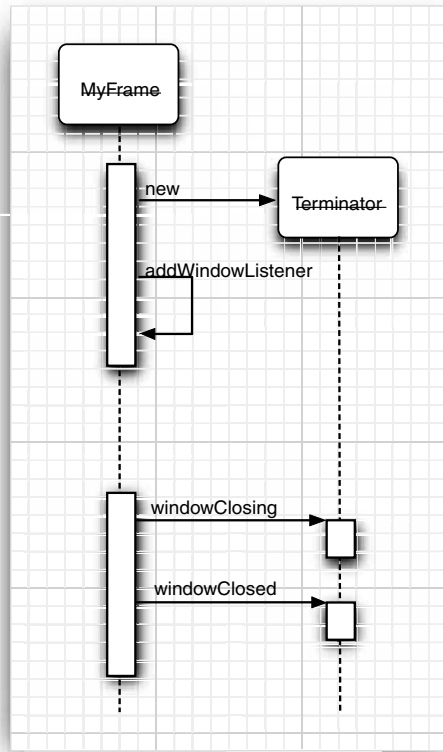 MyFrame
new
Terminator
addWindowListener
windowClosing
windowClosed